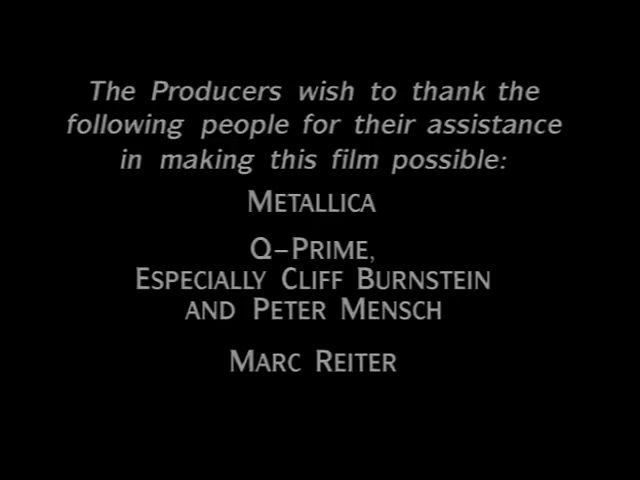 The Producers wish to thank the
following people for their assistance
in making this film possible:
METALLICA
Q-PRIME,
ESPECIALLY CLIFF BURNSTEIN
AND PETER MENSCH
MARC REITER